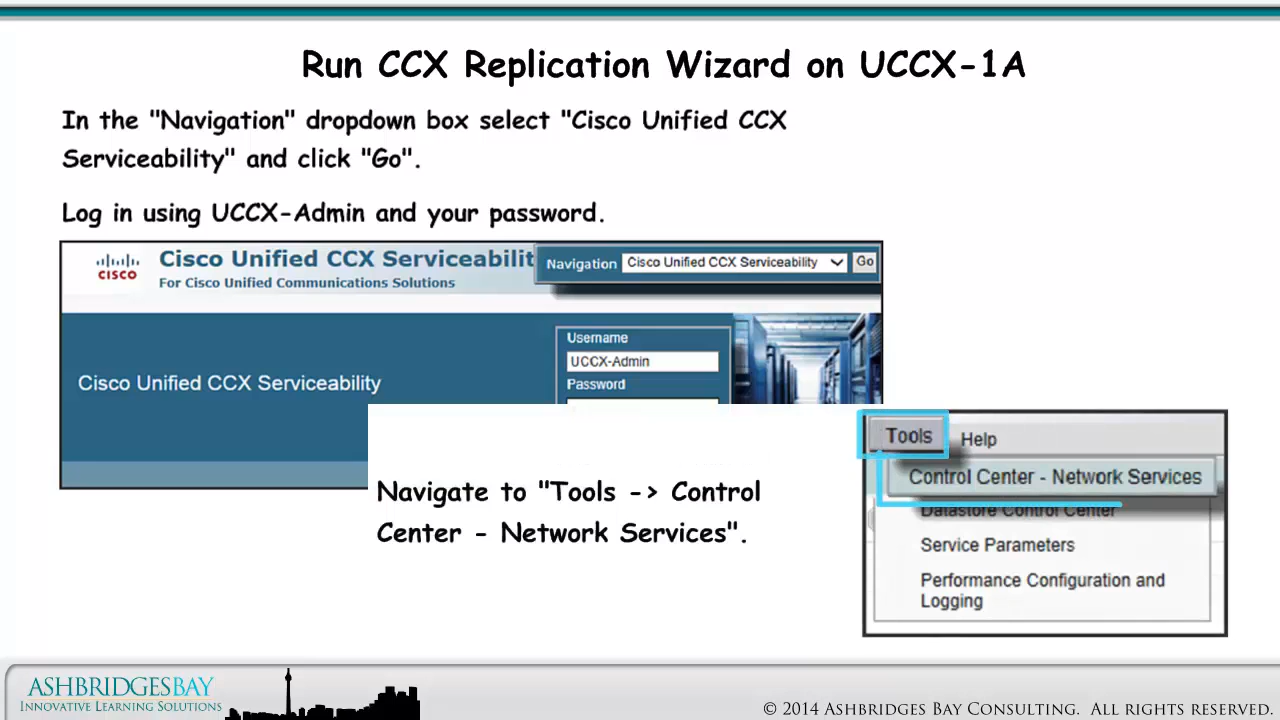 Run CCX Replication Wizard on UCCX-1A
In the "Navigation" dropdown box select "Cisco Unified CCX
Serviceability" and click "Go".
Log in using UCCX-Admin and your password.
CISCO
Cisco Unified CCX Serviceabilit
For Cisco Unified Communications Solutions
Navigation Cisco Unified CCX Serviceability Go
Username
UCCX-Admin
Cisco Unified CCX Serviceability
Password
Navigate to "Tools -> Control
Center - Network Services".
Tools Help
Control Center - Network Services
Datastore Control Center
Service Parameters
Performance Configuration and
Logging
ASHBRIDGESBAY
INNOVATIVE LEARNING SOLUTIONS
© 2014 ASHBRIDGES BAY CONSULTING. ALL RIGHTS RESERVED.